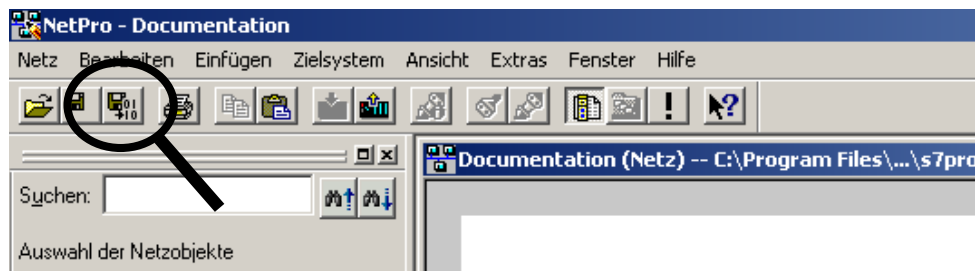 NetPro - Documentation
Netz Bearbeiten Einfügen Zielsystem Ansicht Extras Fenster Hilfe
Documentation (Netz) -- C:\Program Files\...\s7pro
Suchen:
Auswahl der Netzobjekte